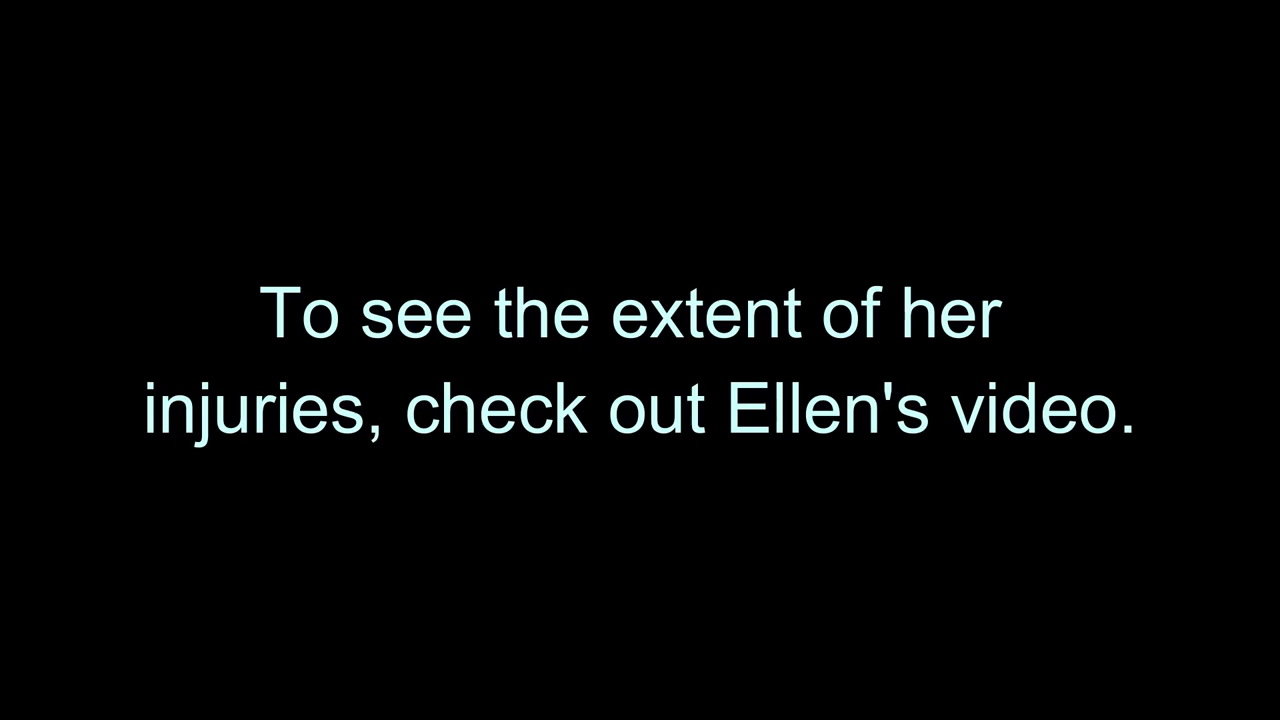 To see the extent of her
injuries, check out Ellen's video.